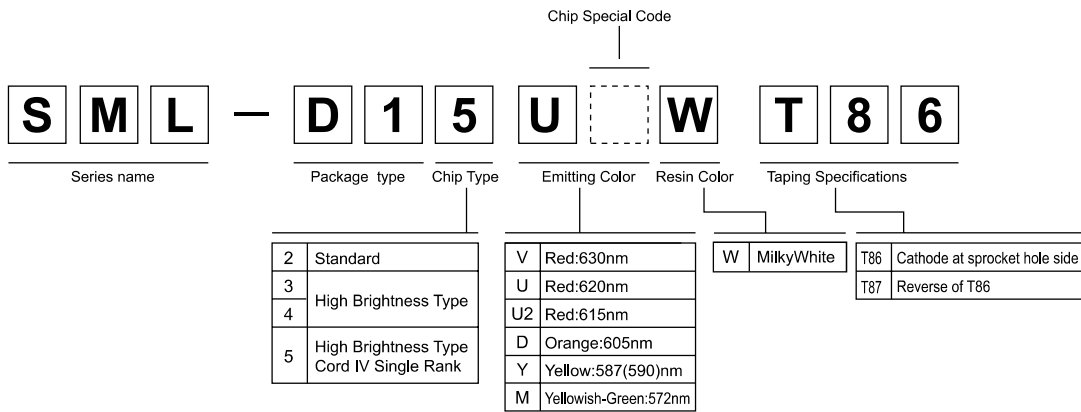 Chip Special Code
S M L — D 1 5 U W T 8 6
Series name Package type Chip Type Emitting Color Resin Color Taping Specifications
2 Standard
3
4
High Brightness Type
5 High Brightness Type
Cord IV Single Rank
V Red:630nm
U Red:620nm
U2 Red:615nm
D Orange:605nm
Y Yellow:587(590)nm
M Yellowish-Green:572nm
W MilkyWhite
T86 Cathode at sprocket hole side
T87 Reverse of T86